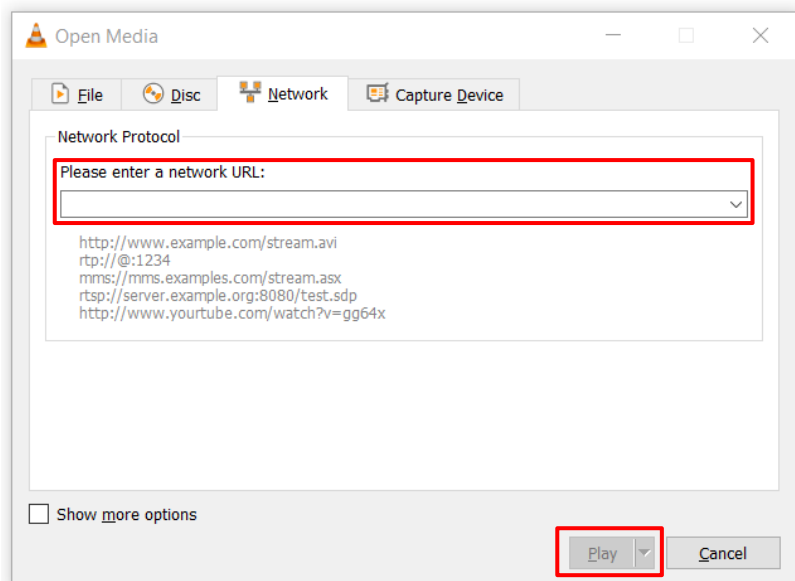 Open Media
File Disc Network Capture Device
Network Protocol
Please enter a network URL:
http://www.example.com/stream.avi
rtp://@:1234
mms://mms.examples.com/stream.asx
rtsp://server.example.org:8080/test.sdp
http://www.yourtube.com/watch?v=gg64x
Show more options
Play Cancel